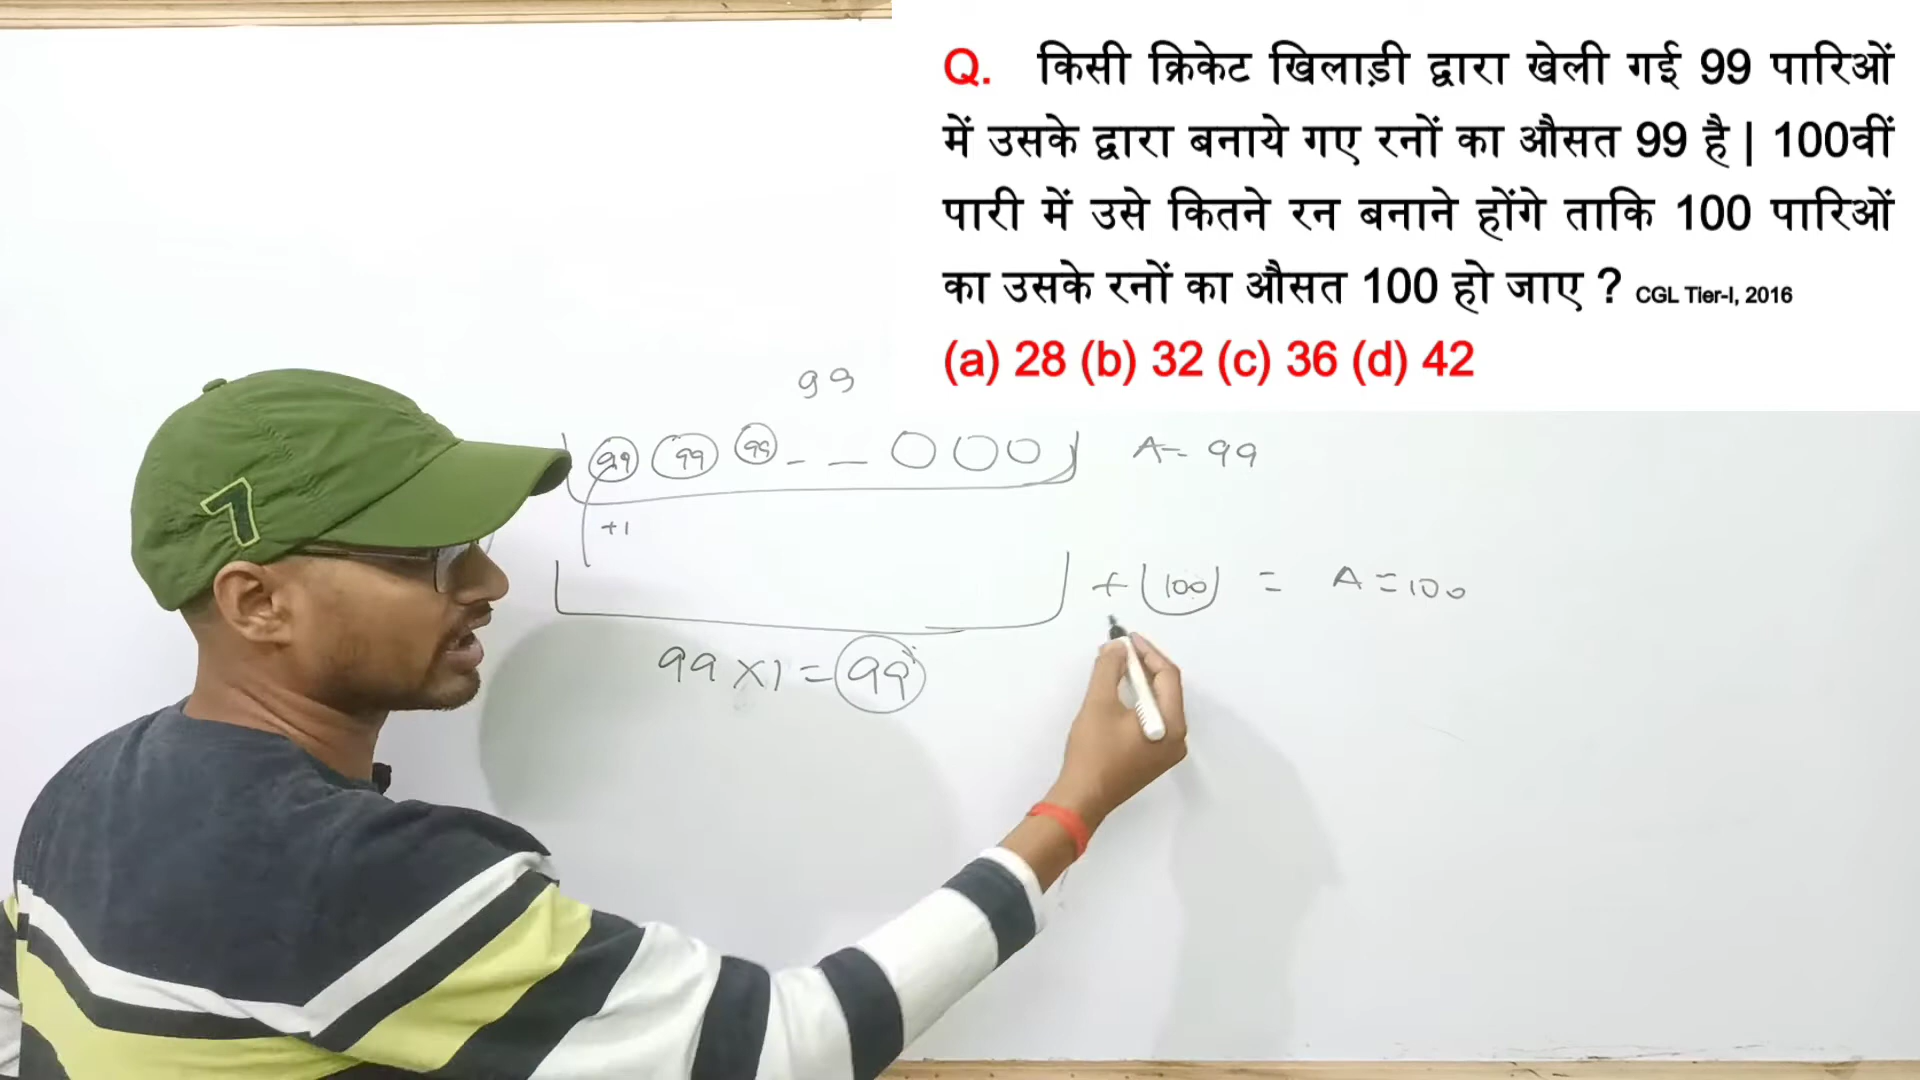 Q. किसी क्रिकेट खिलाड़ी द्वारा खेली गई 99 पारिओं
में उसके द्वारा बनाये गए रनों का औसत 99 है | 100वीं
पारी में उसे कितने रन बनाने होंगे ताकि 100 पारिओं
का उसके रनों का औसत 100 हो जाए ? CGL Tier-I, 2016
(a) 28 (b) 32 (c) 36 (d) 42
99
99 99 99 - - A = 99
+1
+ 100 = A = 100
99 × 1 = 99
7